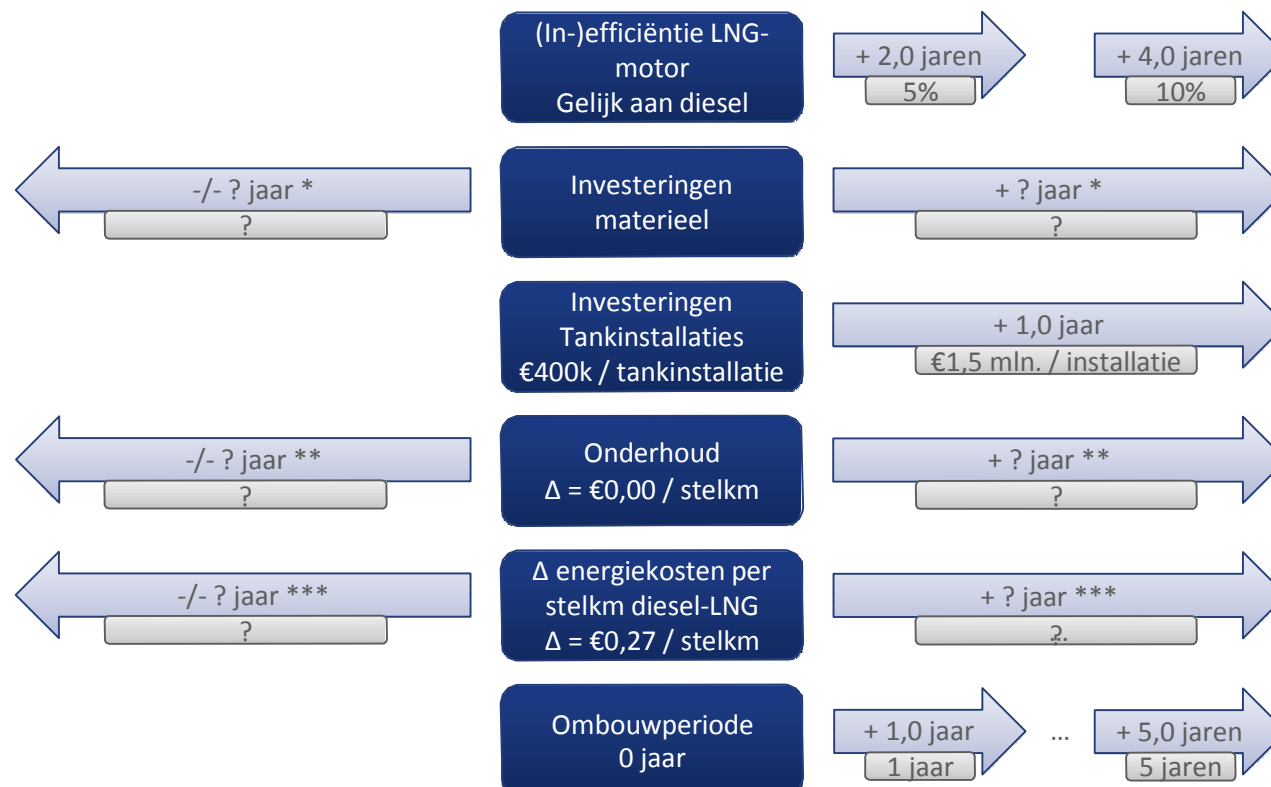 (In-)efficiëntie LNG-
motor
Gelijk aan diesel
+ 2,0 jaren
5%
+ 4,0 jaren
10%
-/- ? jaar *
?
Investeringen
materieel
+ ? jaar *
?
Investeringen
Tankinstallaties
€400k / tankinstallatie
+ 1,0 jaar
€1,5 mln. / installatie
-/- ? jaar **
?
Onderhoud
Δ = €0,00 / stelkm
+ ? jaar **
?
-/- ? jaar ***
?
Δ energiekosten per
stelkm diesel-LNG
Δ = €0,27 / stelkm
+ ? jaar ***
Ombouwperiode
0 jaar
+ 1,0 jaar
1 jaar
...
+ 5,0 jaren
5 jaren